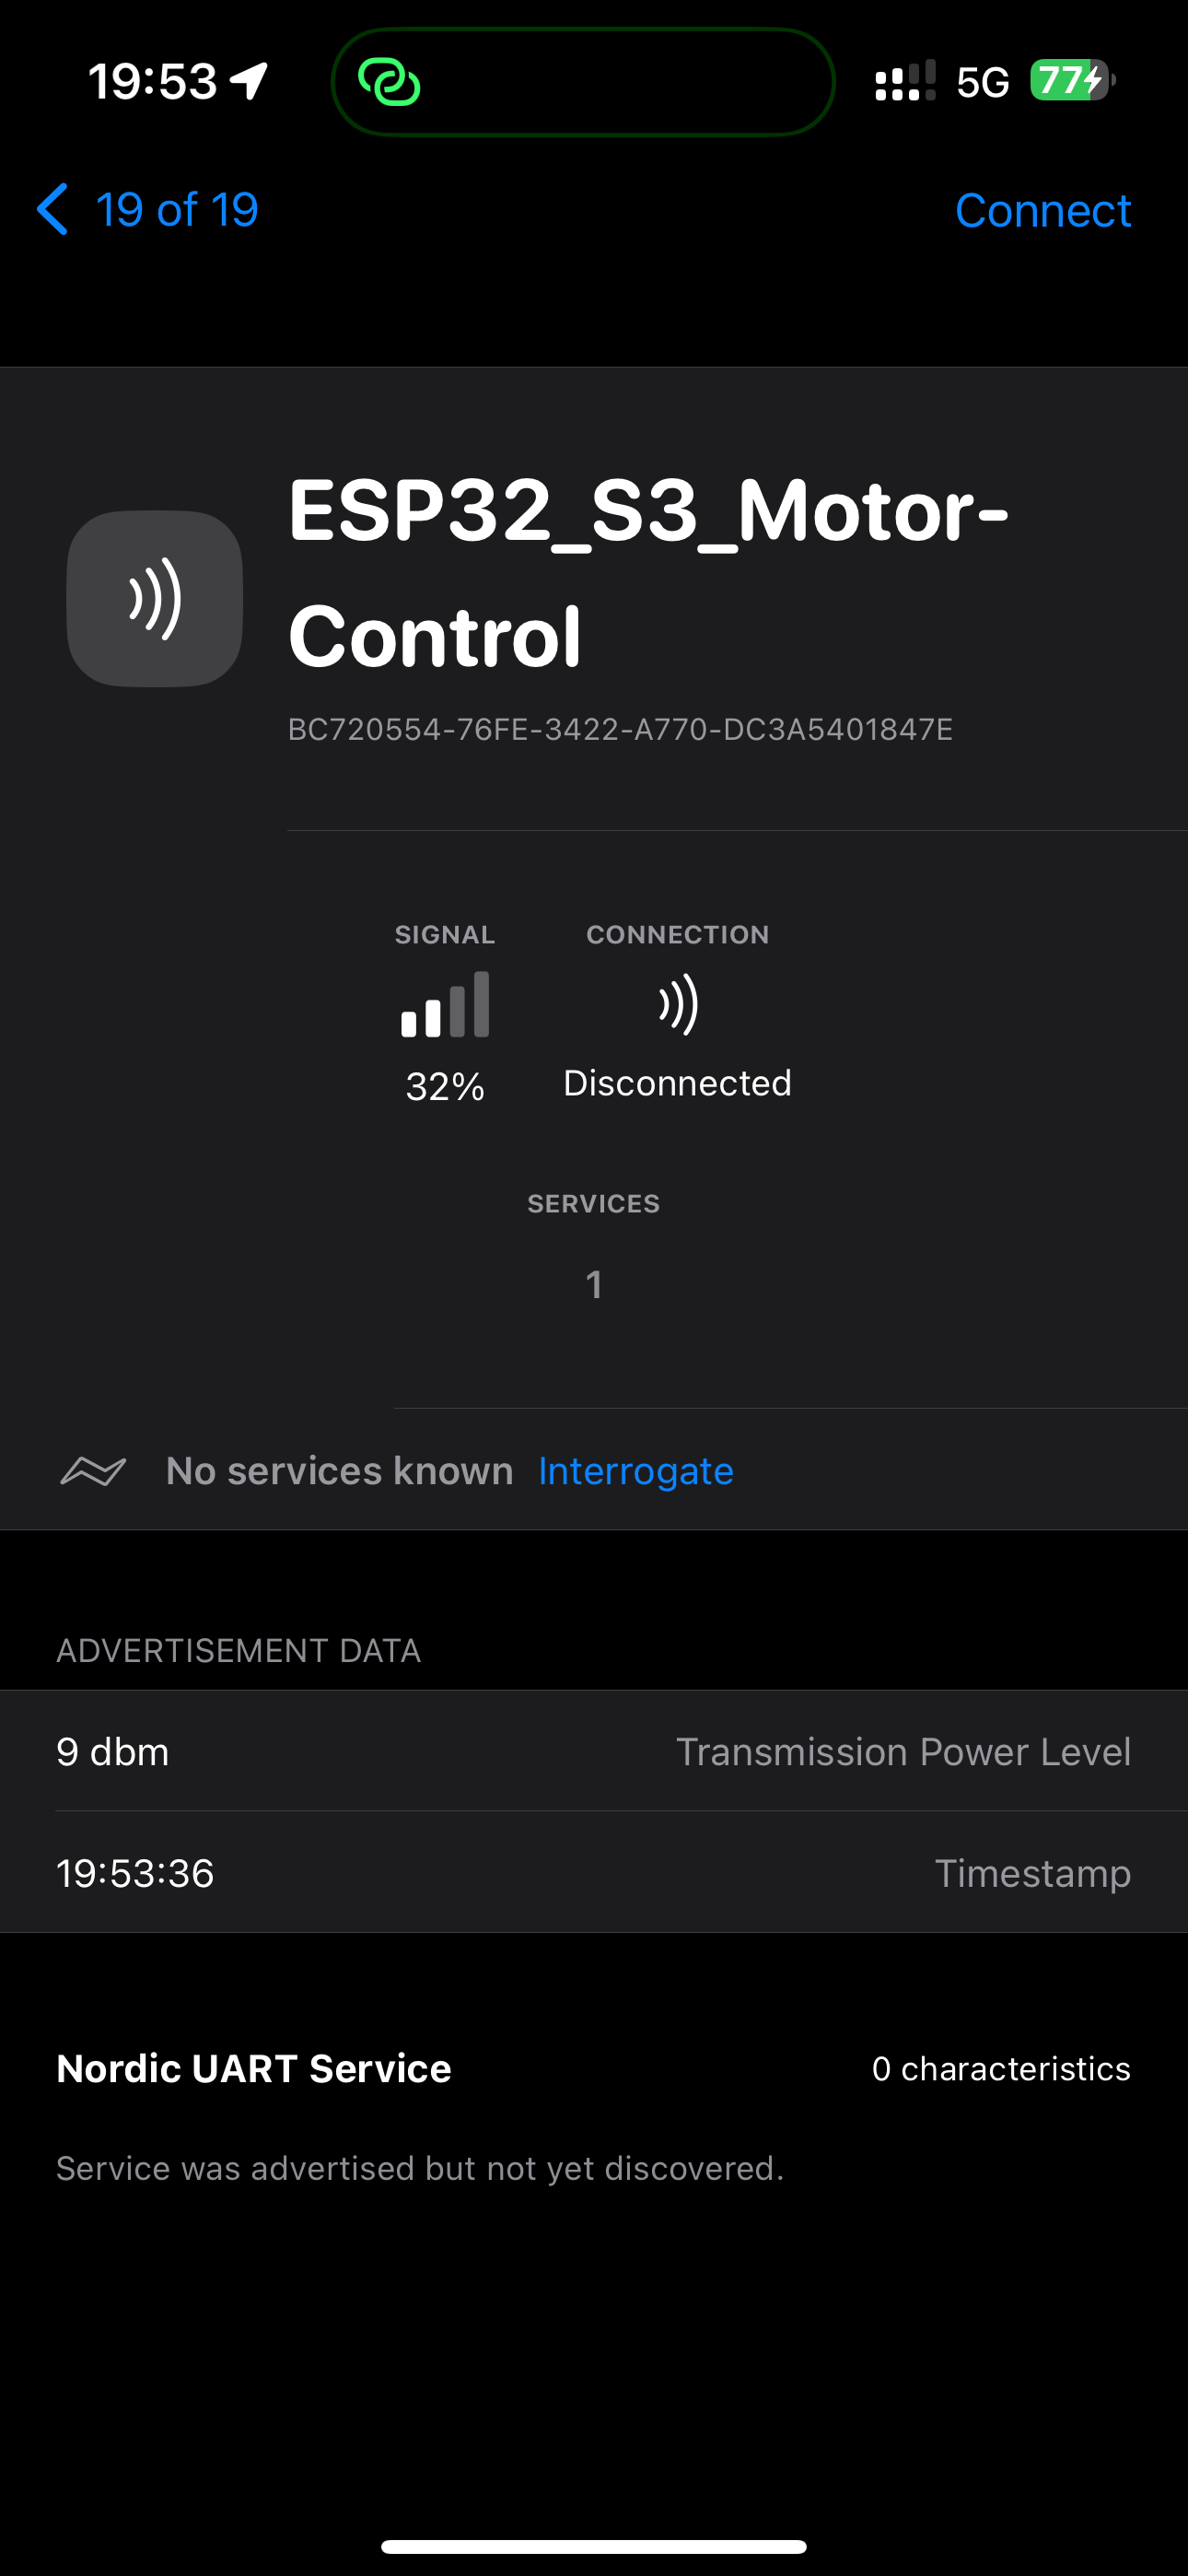 19:53
5G
77
19 of 19
Connect
ESP32_S3_Motor-
Control
BC720554-76FE-3422-A770-DC3A5401847E
SIGNAL
CONNECTION
32%
Disconnected
SERVICES
1
No services known Interrogate
ADVERTISEMENT DATA
9 dbm
Transmission Power Level
19:53:36
Timestamp
Nordic UART Service
0 characteristics
Service was advertised but not yet discovered.